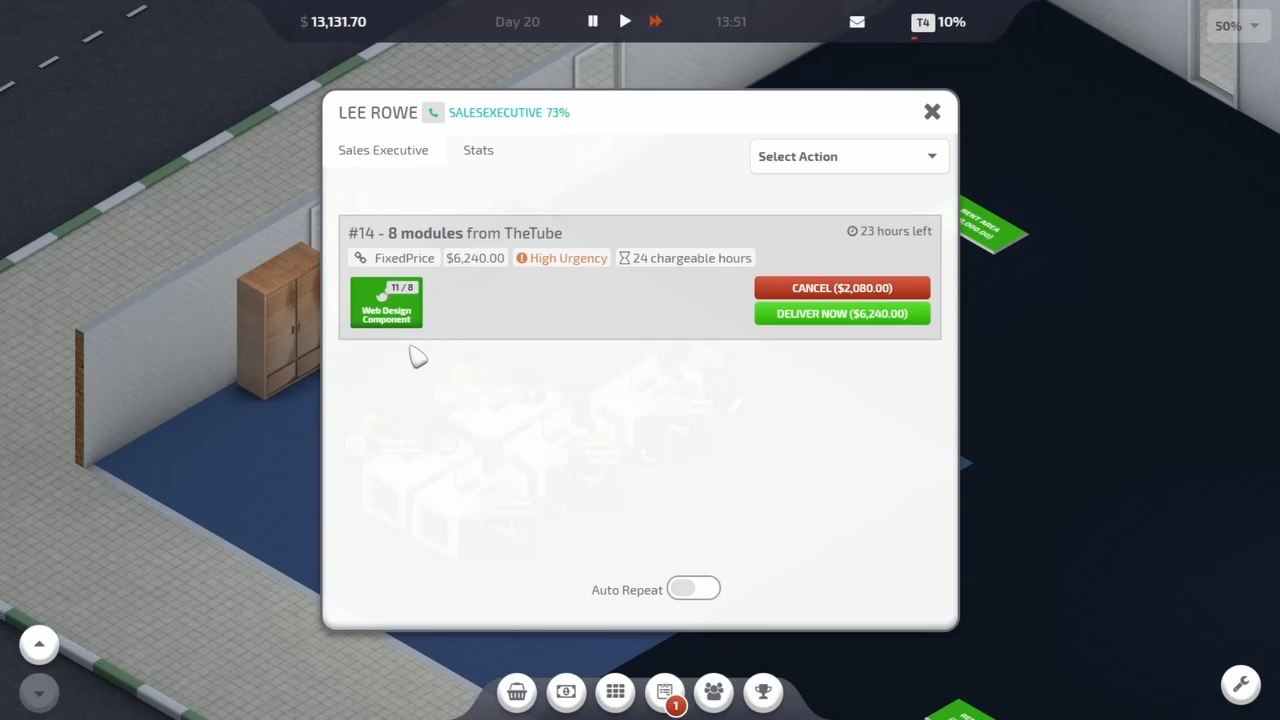 $ 13,131.70
Day 20
13:51
T4 10%
50%
LEE ROWE
SALESEXECUTIVE 73%
Sales Executive
Stats
Select Action
#14 - 8 modules from TheTube
23 hours left
FixedPrice
$6,240.00
High Urgency
24 chargeable hours
11 / 8
Web Design
Component
CANCEL ($2,080.00)
DELIVER NOW ($6,240.00)
Auto Repeat
RENT AREA
1